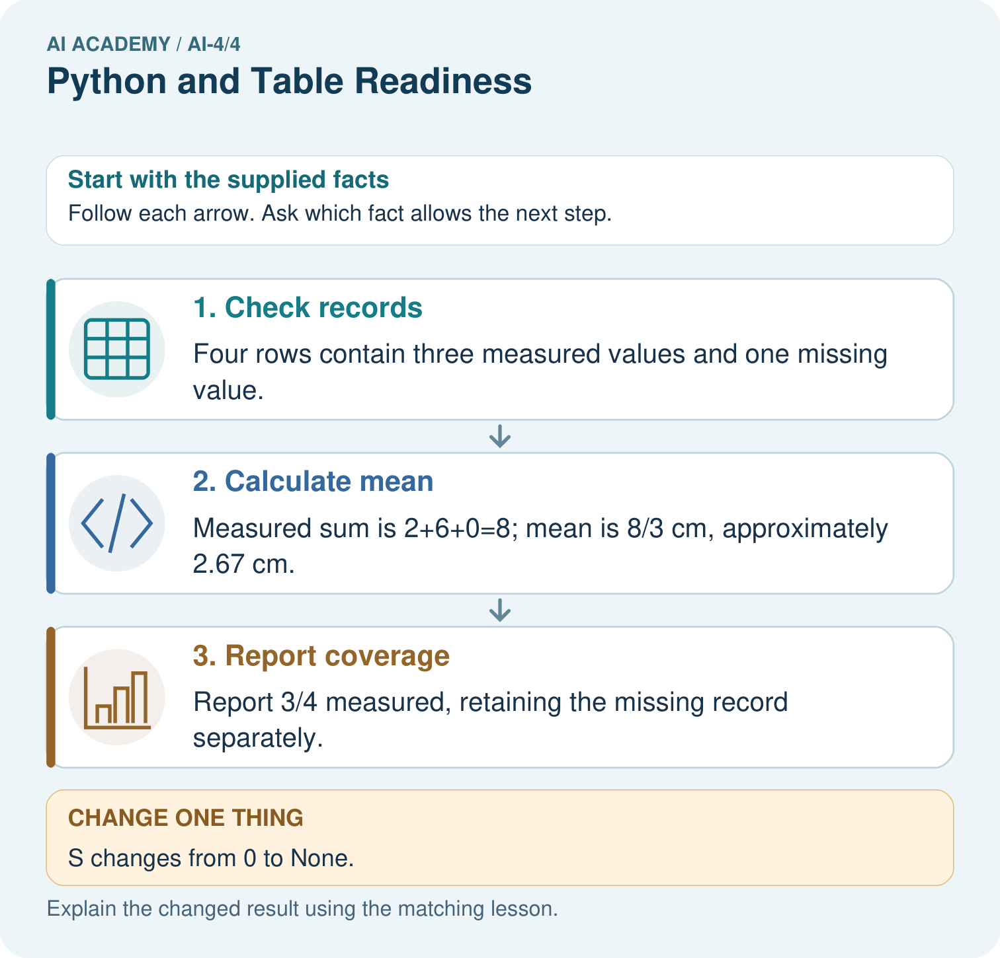 AI ACADEMY / AI-4/4
Python and Table Readiness
Start with the supplied facts
Follow each arrow. Ask which fact allows the next step.
1. Check records
Four rows contain three measured values and one missing
value.
2. Calculate mean
Measured sum is 2+6+0=8; mean is 8/3 cm, approximately
2.67 cm.
3. Report coverage
Report 3/4 measured, retaining the missing record
separately.
CHANGE ONE THING
S changes from 0 to None.
Explain the changed result using the matching lesson.